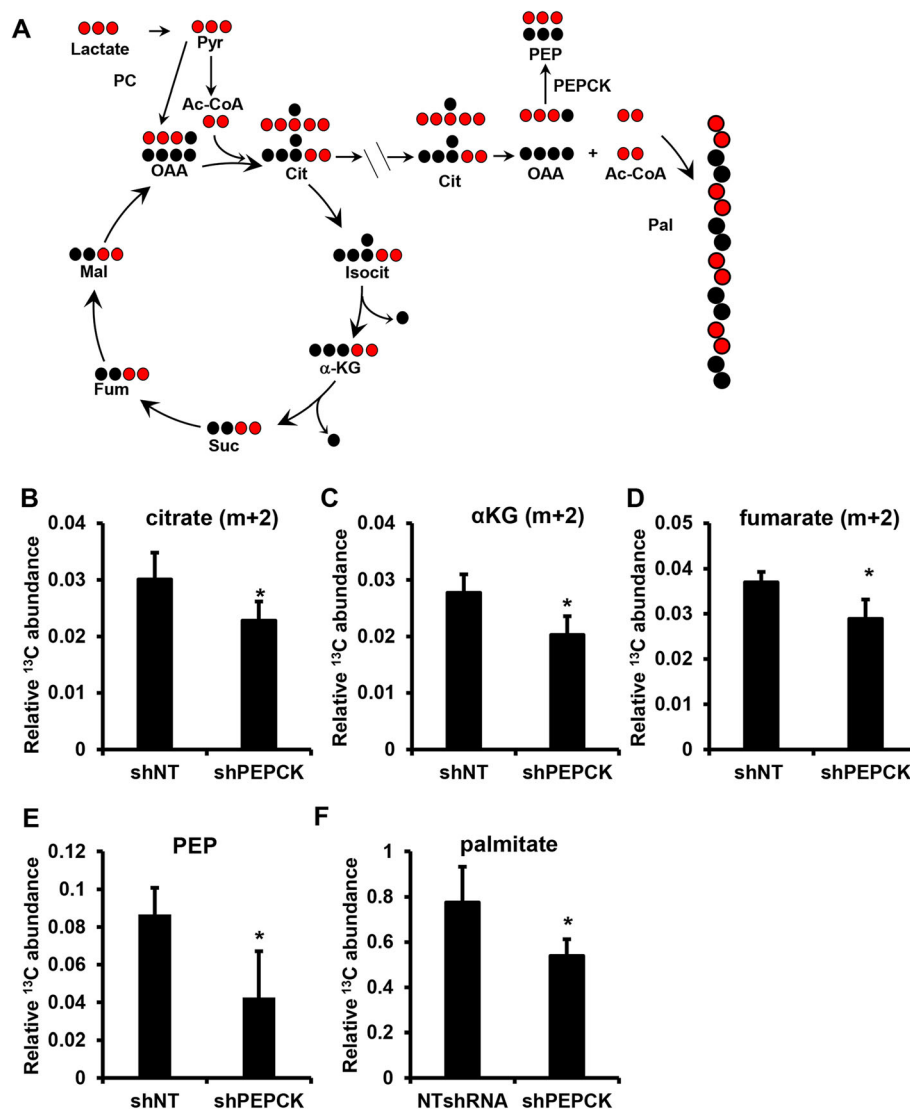 A
Lactate
Pyr
PC
Ac-CoA
OAA
Cit
Cit
PEP
PEPCK
OAA
+
Ac-CoA
Pal
Mal
Isocit
α-KG
Fum
Suc
B
citrate (m+2)
Relative ¹³C abundance
0.04
0.03
0.02
0.01
0
*
shNT
shPEPCK
C
αKG (m+2)
Relative ¹³C abundance
0.04
0.03
0.02
0.01
0
*
shNT
shPEPCK
D
fumarate (m+2)
Relative ¹³C abundance
0.05
0.04
0.03
0.02
0.01
0
*
shNT
shPEPCK
E
PEP
Relative ¹³C abundance
0.12
0.1
0.08
0.06
0.04
0.02
0
*
shNT
shPEPCK
F
palmitate
Relative ¹³C abundance
1
0.8
0.6
0.4
0.2
0
*
NTshRNA
shPEPCK